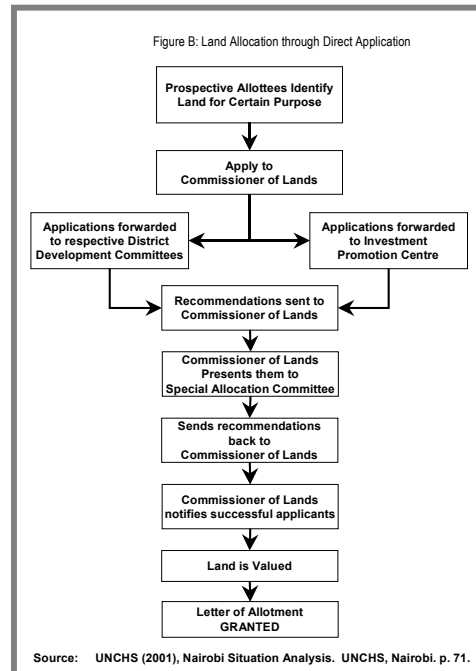 Figure B: Land Allocation through Direct Application
Prospective Allottees Identify
Land for Certain Purpose
Apply to
Commissioner of Lands
Applications forwarded
to respective District
Development Committees
Applications forwarded
to Investment
Promotion Centre
Recommendations sent to
Commissioner of Lands
Commissioner of Lands
Presents them to
Special Allocation Committee
Sends recommendations
back to
Commissioner of Lands
Commissioner of Lands
notifies successful applicants
Land is Valued
Letter of Allotment
GRANTED
Source: UNCHS (2001), Nairobi Situation Analysis. UNCHS, Nairobi. p. 71.